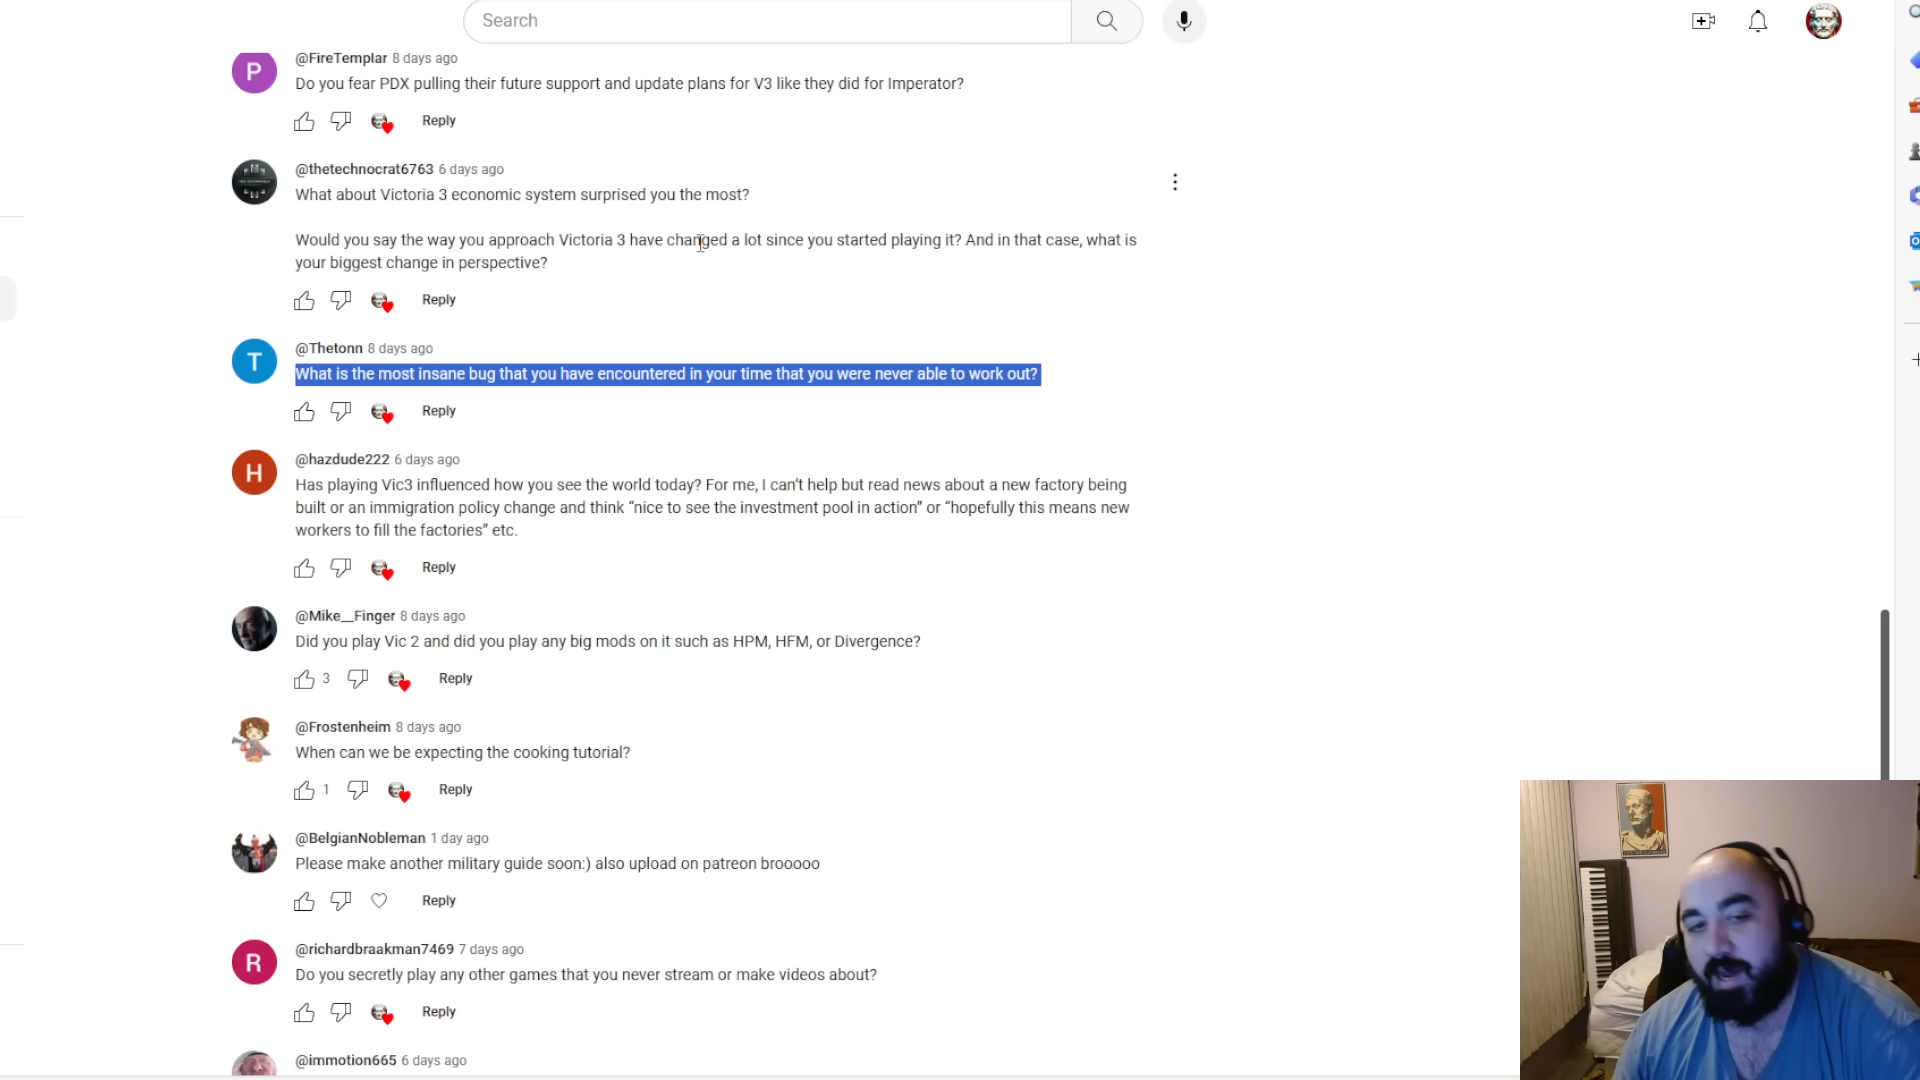 Search
@FireTemplar 8 days ago
P
Do you fear PDX pulling their future support and update plans for V3 like they did for Imperator?
Reply
@thetechnocrat6763 6 days ago
What about Victoria 3 economic system surprised you the most?
Would you say the way you approach Victoria 3 have changed a lot since you started playing it? And in that case, what is
your biggest change in perspective?
Reply
@Thetonn 8 days ago
T
What is the most insane bug that you have encountered in your time that you were never able to work out?
Reply
@hazdude222 6 days ago
H
Has playing Vic3 influenced how you see the world today? For me, I can't help but read news about a new factory being
built or an immigration policy change and think “nice to see the investment pool in action” or “hopefully this means new
workers to fill the factories” etc.
Reply
@Mike__Finger 8 days ago
Did you play Vic 2 and did you play any big mods on it such as HPM, HFM, or Divergence?
3 Reply
@Frostenheim 8 days ago
When can we be expecting the cooking tutorial?
1 Reply
@BelgianNobleman 1 day ago
Please make another military guide soon:) also upload on patreon brooooo
Reply
@richardbraakman7469 7 days ago
R
Do you secretly play any other games that you never stream or make videos about?
Reply
@immotion665 6 days ago